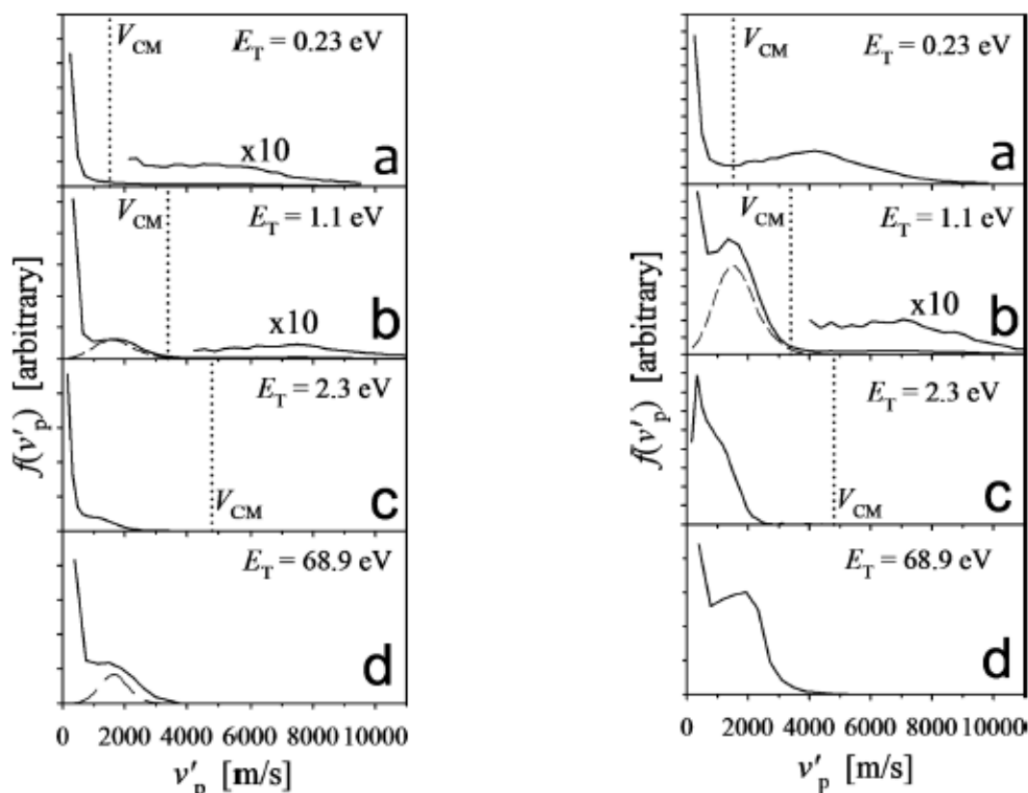 V_CM E_T = 0.23 eV
x10
a
V_CM E_T = 1.1 eV
x10
b
E_T = 2.3 eV
V_CM
c
E_T = 68.9 eV
d
f(v'_p) [arbitrary]
0 2000 4000 6000 8000 10000
v'_p [m/s]
V_CM E_T = 0.23 eV
a
V_CM E_T = 1.1 eV
x10
b
E_T = 2.3 eV
V_CM
c
E_T = 68.9 eV
d
f(v'_p) [arbitrary]
0 2000 4000 6000 8000 10000
v'_p [m/s]